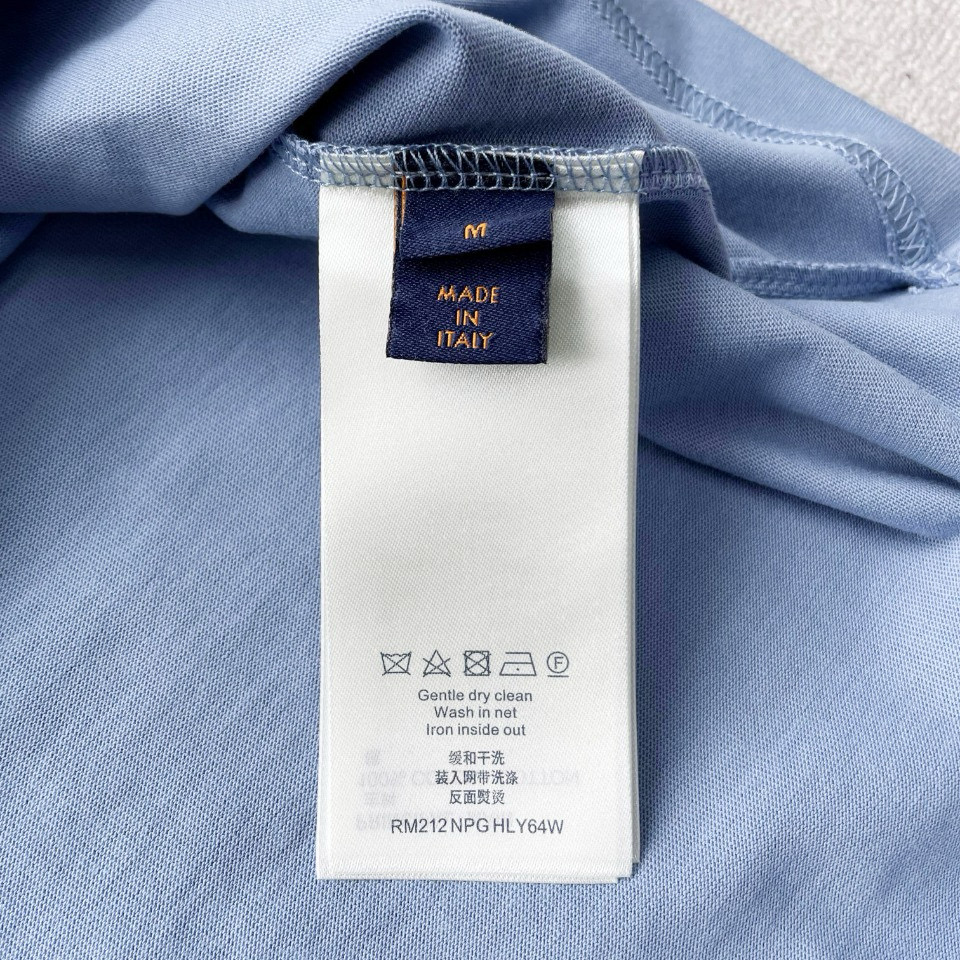 M
MADE
IN
ITALY
Gentle dry clean
Wash in net
Iron inside out
缓和干洗
装入网带洗涤
反面熨烫
RM212 NPG HLY64W